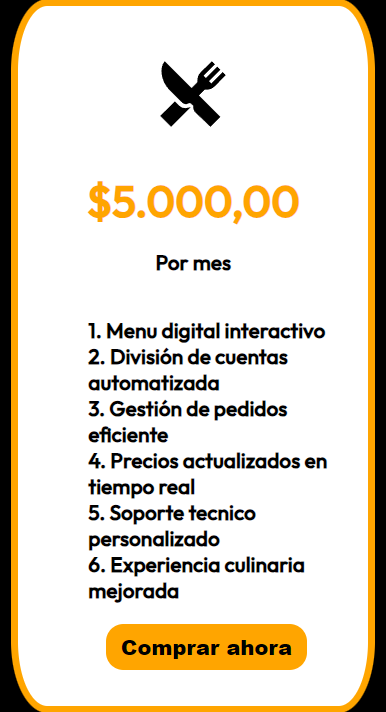 $5.000,00
Por mes
1. Menu digital interactivo
2. División de cuentas
automatizada
3. Gestión de pedidos
eficiente
4. Precios actualizados en
tiempo real
5. Soporte tecnico
personalizado
6. Experiencia culinaria
mejorada
Comprar ahora